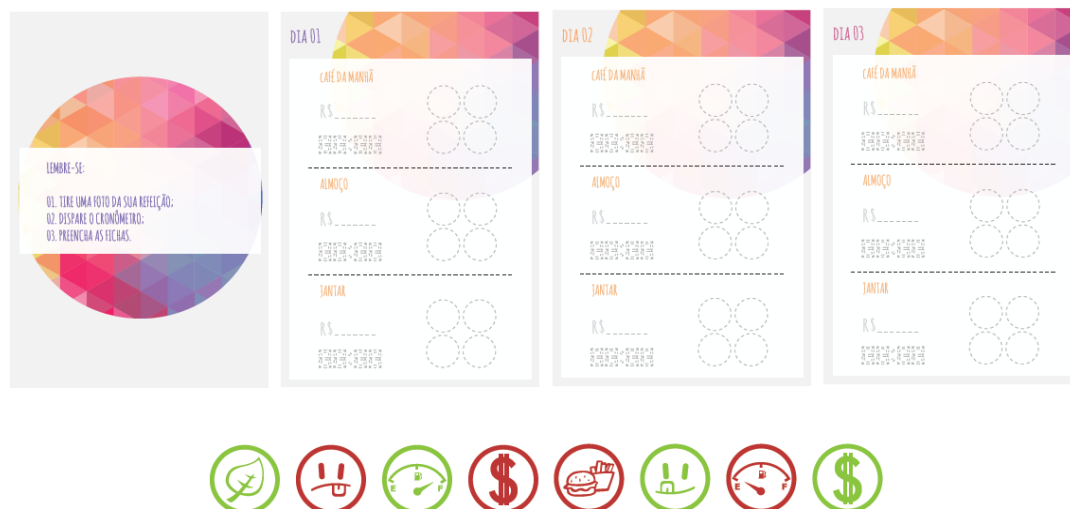 LEMBRE-SE:
01. TIRE UMA FOTO DA SUA REFEIÇÃO;
02. DISPARE O CRONÔMETRO;
03. PREENCHA AS FICHAS.
DIA 01
CAFÉ DA MANHÃ
R$______
ALMOÇO
R$______
JANTAR
R$______
DIA 02
CAFÉ DA MANHÃ
R$______
ALMOÇO
R$______
JANTAR
R$______
DIA 03
CAFÉ DA MANHÃ
R$______
ALMOÇO
R$______
JANTAR
R$______
E F
$
E F
$